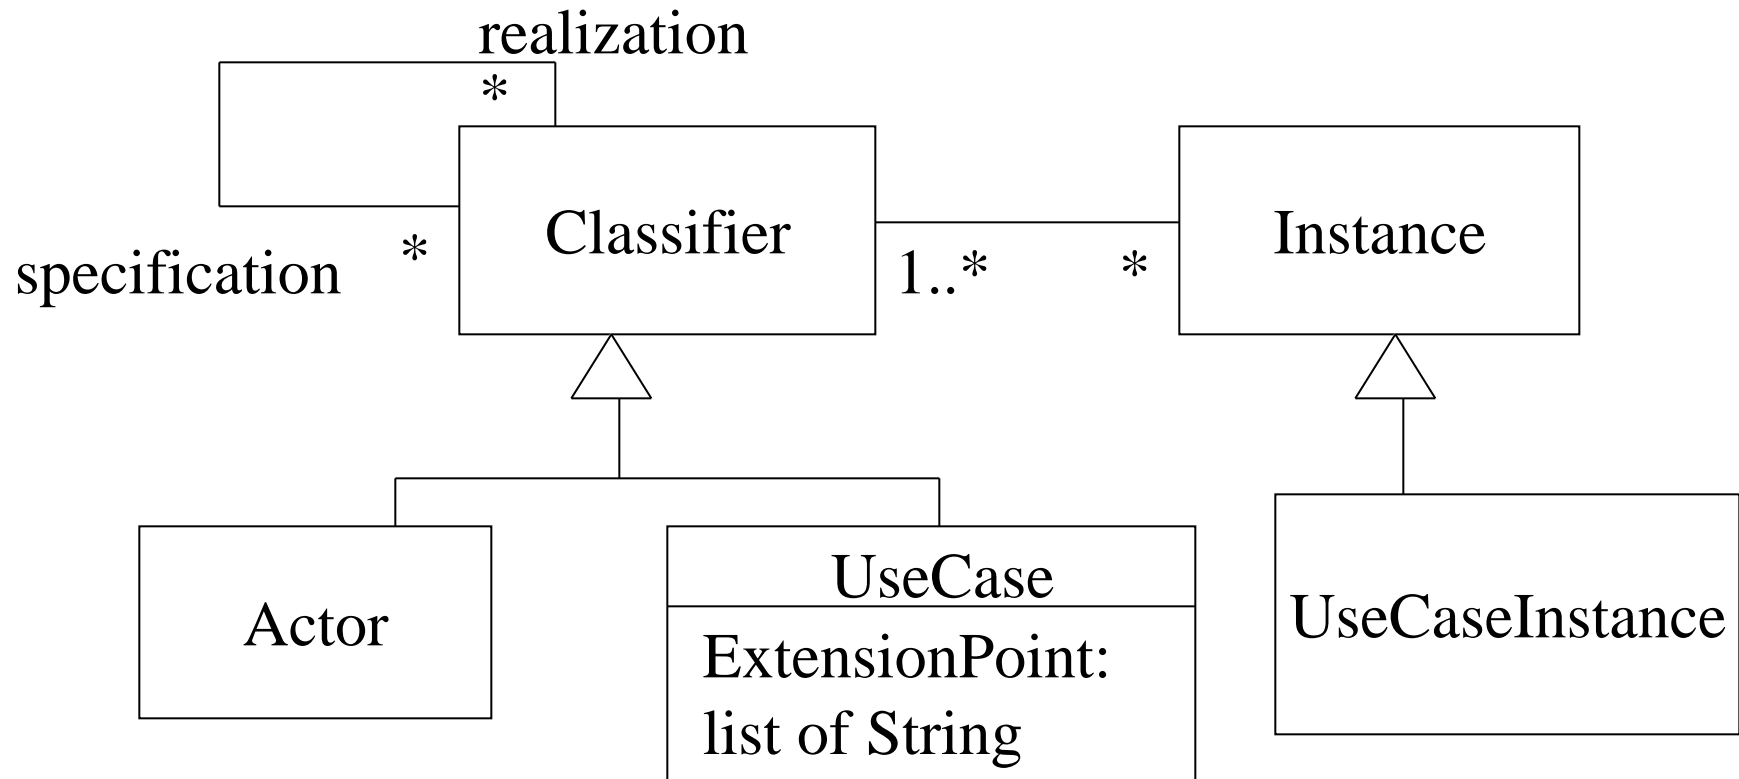 realization
*
Classifier
Instance
specification
*
1..*
*
UseCase
Actor
UseCaseInstance
ExtensionPoint:
list of String